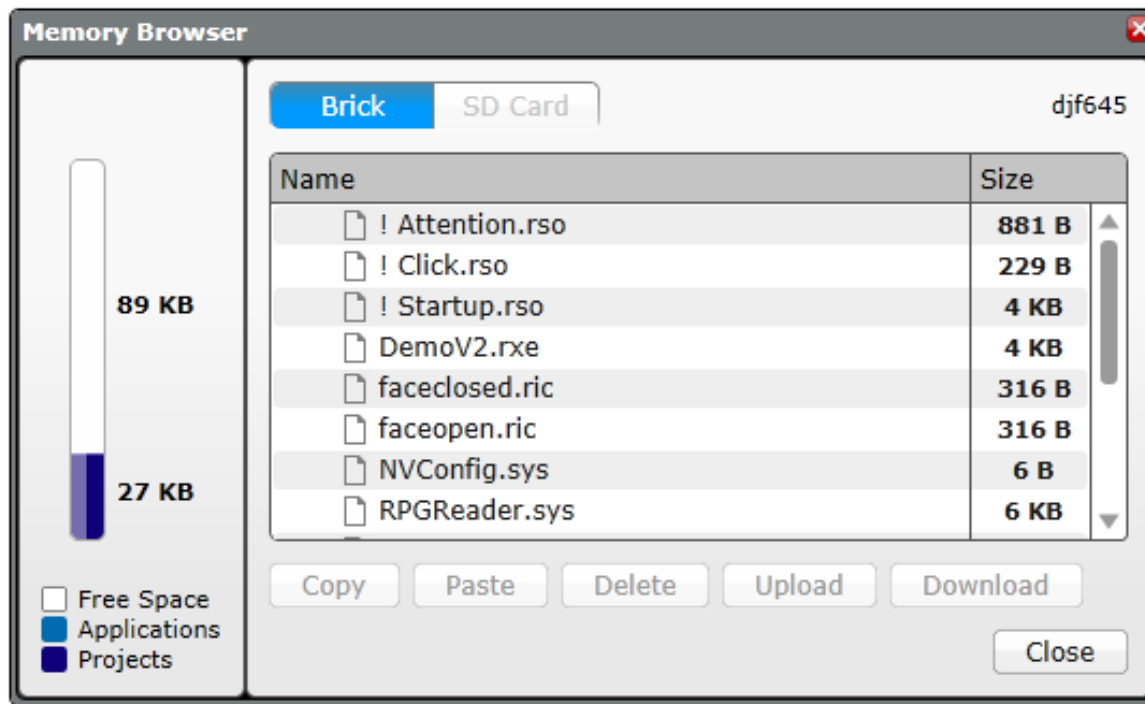 Memory Browser
Brick SD Card djf645
Name Size
! Attention.rso 881 B
! Click.rso 229 B
! Startup.rso 4 KB
DemoV2.rxe 4 KB
faceclosed.ric 316 B
faceopen.ric 316 B
NVConfig.sys 6 B
RPGReader.sys 6 KB
89 KB
27 KB
Free Space
Applications
Projects
Copy Paste Delete Upload Download
Close